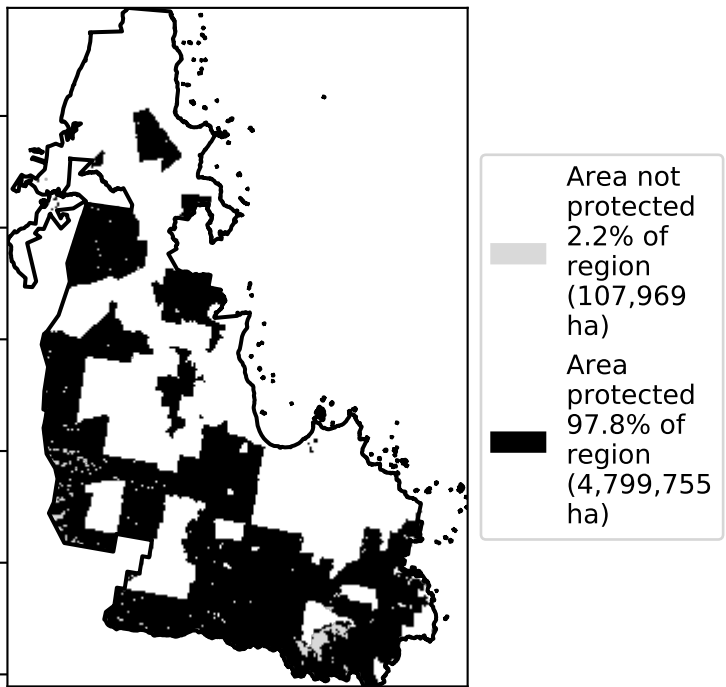 Area not
protected
2.2% of
region
(107,969
ha)
Area
protected
97.8% of
region
(4,799,755
ha)